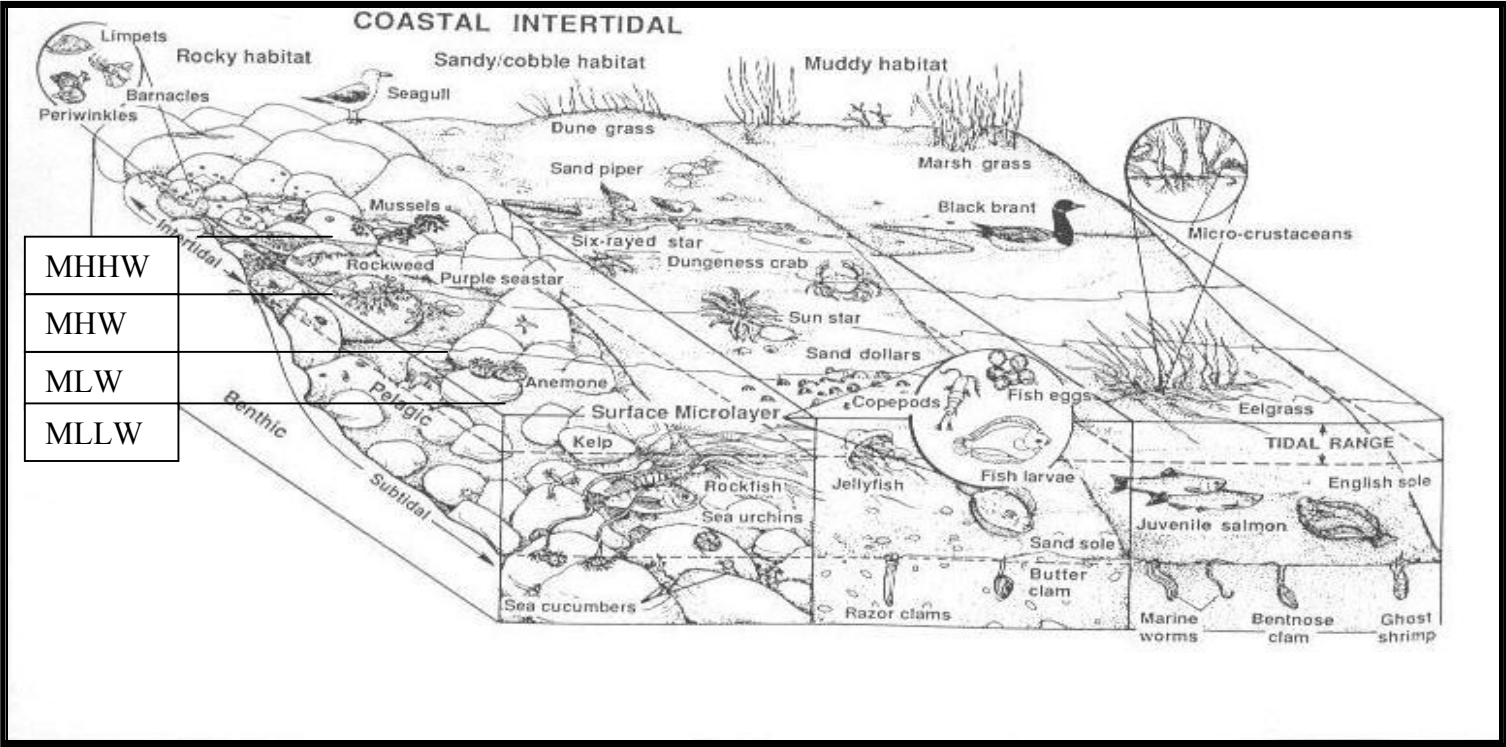 COASTAL INTERTIDAL
Rocky habitat
Sandy/cobble habitat
Muddy habitat
Limpets
Barnacles
Periwinkles
Seagull
Dune grass
Marsh grass
Sand piper
Mussels
Black brant
Micro-crustaceans
Intertidal
Six-rayed star
Rockweed
Dungeness crab
Purple seastar
MHHW
MHW
MLW
MLLW
Sun star
Sand dollars
Anemone
Pelagic
Benthic
Surface Microlayer
Copepods
Fish eggs
Eelgrass
Kelp
TIDAL RANGE
Rockfish
Jellyfish
Fish larvae
English sole
Subtidal
Sea urchins
Juvenile salmon
Sand sole
Butter
clam
Sea cucumbers
Razor clams
Marine
worms
Bentnose
clam
Ghost
shrimp